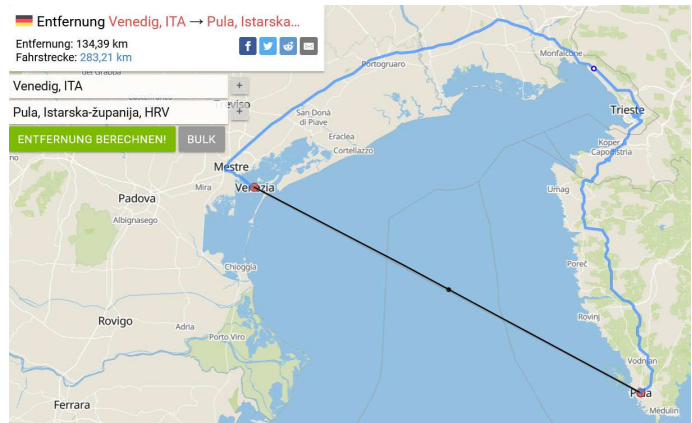 Entfernung Venedig, ITA → Pula, Istarska...
Entfernung: 134,39 km
Fahrstrecke: 283,21 km
Venedig, ITA
+
Pula, Istarska-županija, HRV
+
ENTFERNUNG BERECHNEN!
BULK
Portogruaro
Monfalcone
Treviso
San Donà
di Piave
Trieste
Eraclea
Cortellazzo
Koper
Capodistria
Mestre
Mira
Venezia
Umag
Padova
Albignasego
Chioggia
Poreč
Rovigo
Adria
Porto Viro
Rovinj
Vodnjan
Ferrara
Pula
Medulin